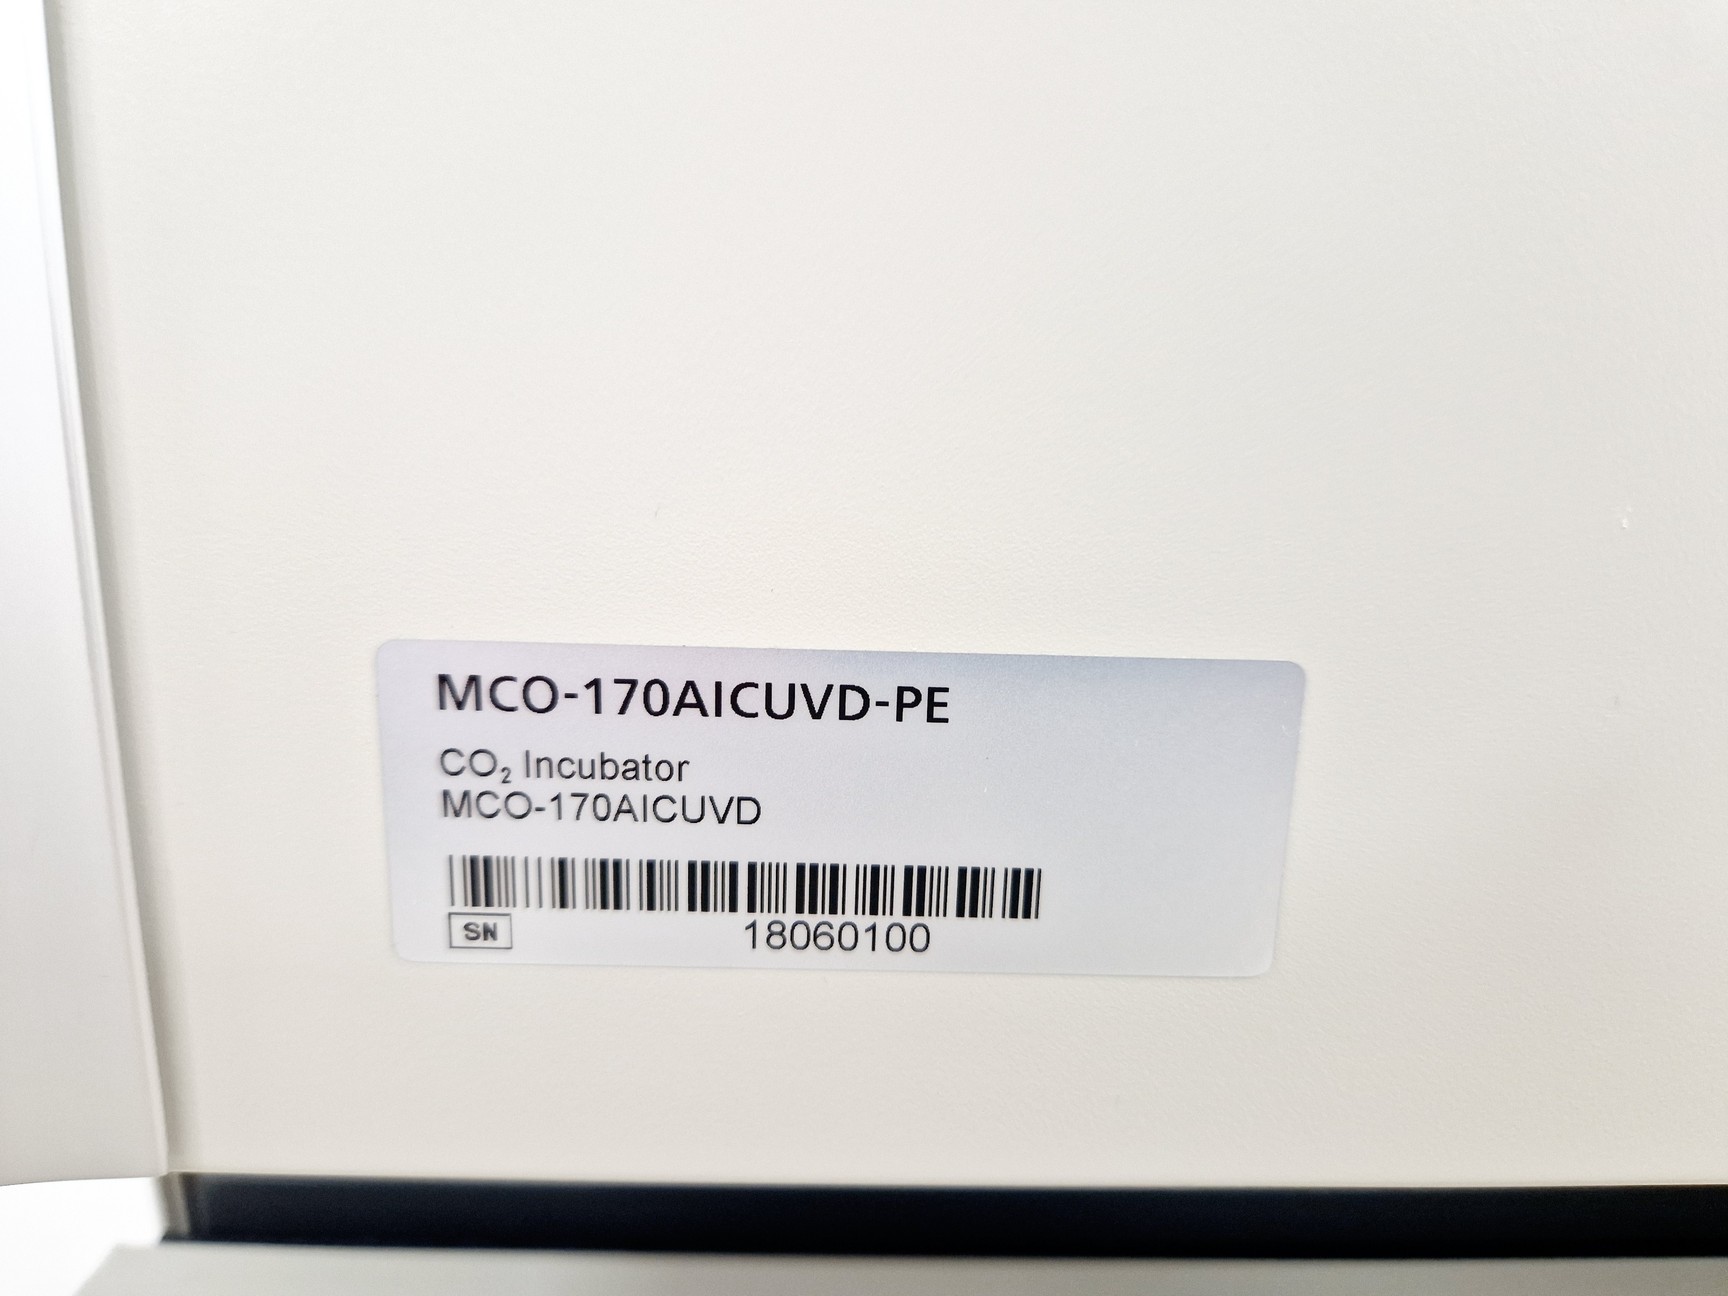 MCO-170AICUVD-PE
CO₂ Incubator
MCO-170AICUVD
SN 18060100